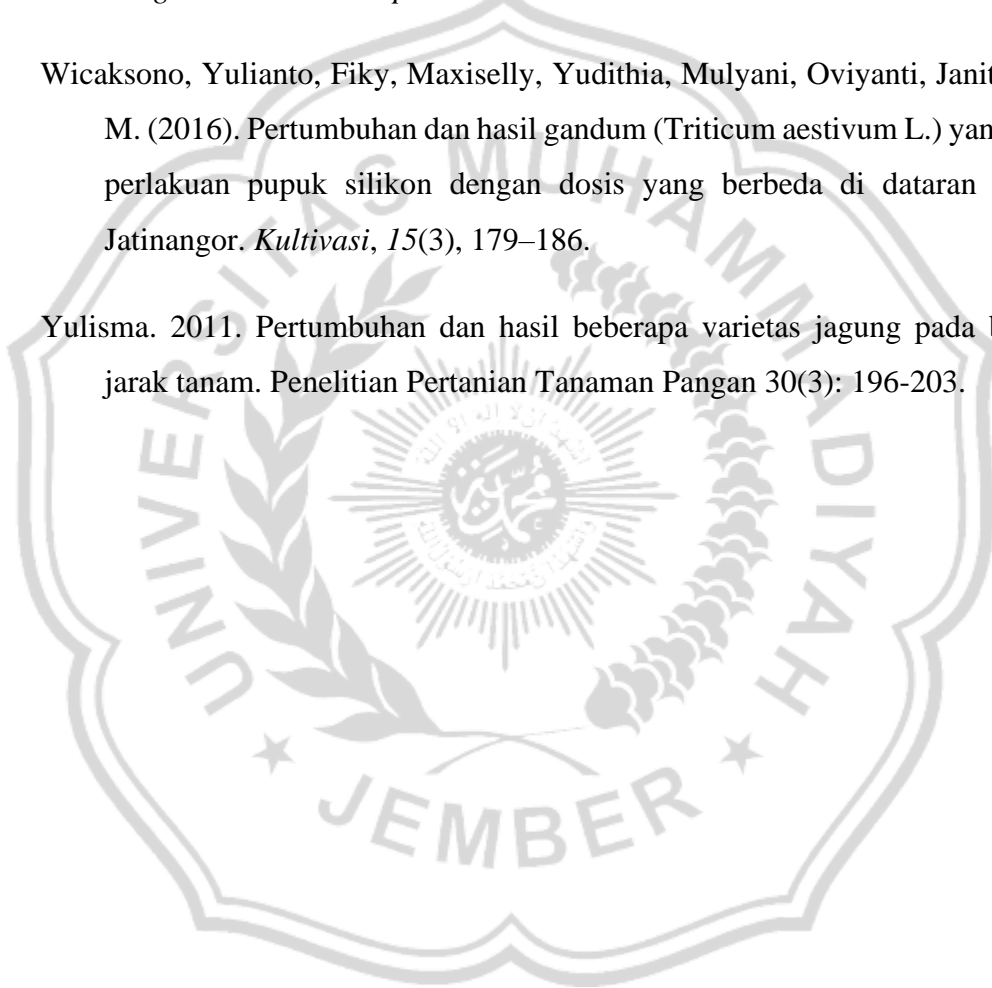 Wicaksono, Yulianto, Fiky, Maxiselly, Yudithia, Mulyani, Oviyanti,
M. (2016). Pertumbuhan dan hasil gandum (Triticum aestivum L.)
perlakuan pupuk silikon dengan dosis yang berbeda di dataran
Jatinangor. Kultivasi, 15(3), 179–186.
Yulisma. 2011. Pertumbuhan dan hasil beberapa varietas jagung pada
jarak tanam. Penelitian Pertanian Tanaman Pangan 30(3): 196-203.
UNIVERSITAS MUHAMMADIYAH
JEMBER